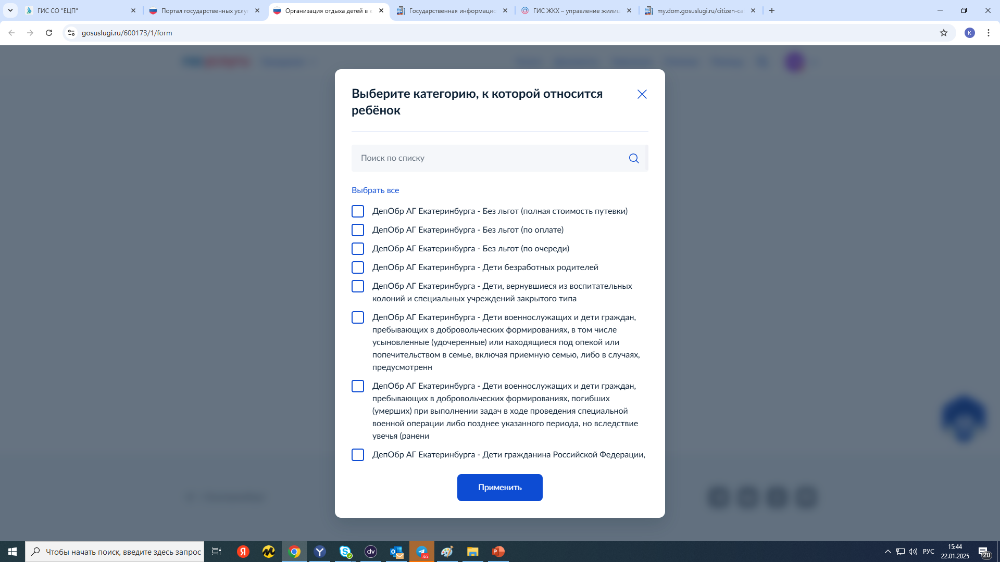 ГИС СО "ЕЦП"
Портал государственных услу
Организация отдыха детей в к
Государственная информацио
ГИС ЖКХ – управление жилищ
my.dom.gosuslugi.ru/citizen-cal
gosuslugi.ru/600173/1/form
K
Выберите категорию, к которой относится
ребёнок
Поиск по списку
Выбрать все
ДепОбр АГ Екатеринбурга - Без льгот (полная стоимость путевки)
ДепОбр АГ Екатеринбурга - Без льгот (по оплате)
ДепОбр АГ Екатеринбурга - Без льгот (по очереди)
ДепОбр АГ Екатеринбурга - Дети безработных родителей
ДепОбр АГ Екатеринбурга - Дети, вернувшиеся из воспитательных
колоний и специальных учреждений закрытого типа
ДепОбр АГ Екатеринбурга - Дети военнослужащих и дети граждан,
пребывающих в добровольческих формированиях, в том числе
усыновленные (удочеренные) или находящиеся под опекой или
попечительством в семье, включая приемную семью, либо в случаях,
предусмотренн
ДепОбр АГ Екатеринбурга - Дети военнослужащих и дети граждан,
пребывающих в добровольческих формированиях, погибших
(умерших) при выполнении задач в ходе проведения специальной
военной операции либо позднее указанного периода, но вследствие
увечья (ранени
ДепОбр АГ Екатеринбурга - Дети гражданина Российской Федерации,
Применить
Чтобы начать поиск, введите здесь запрос
РУС
15:44
22.01.2025
20